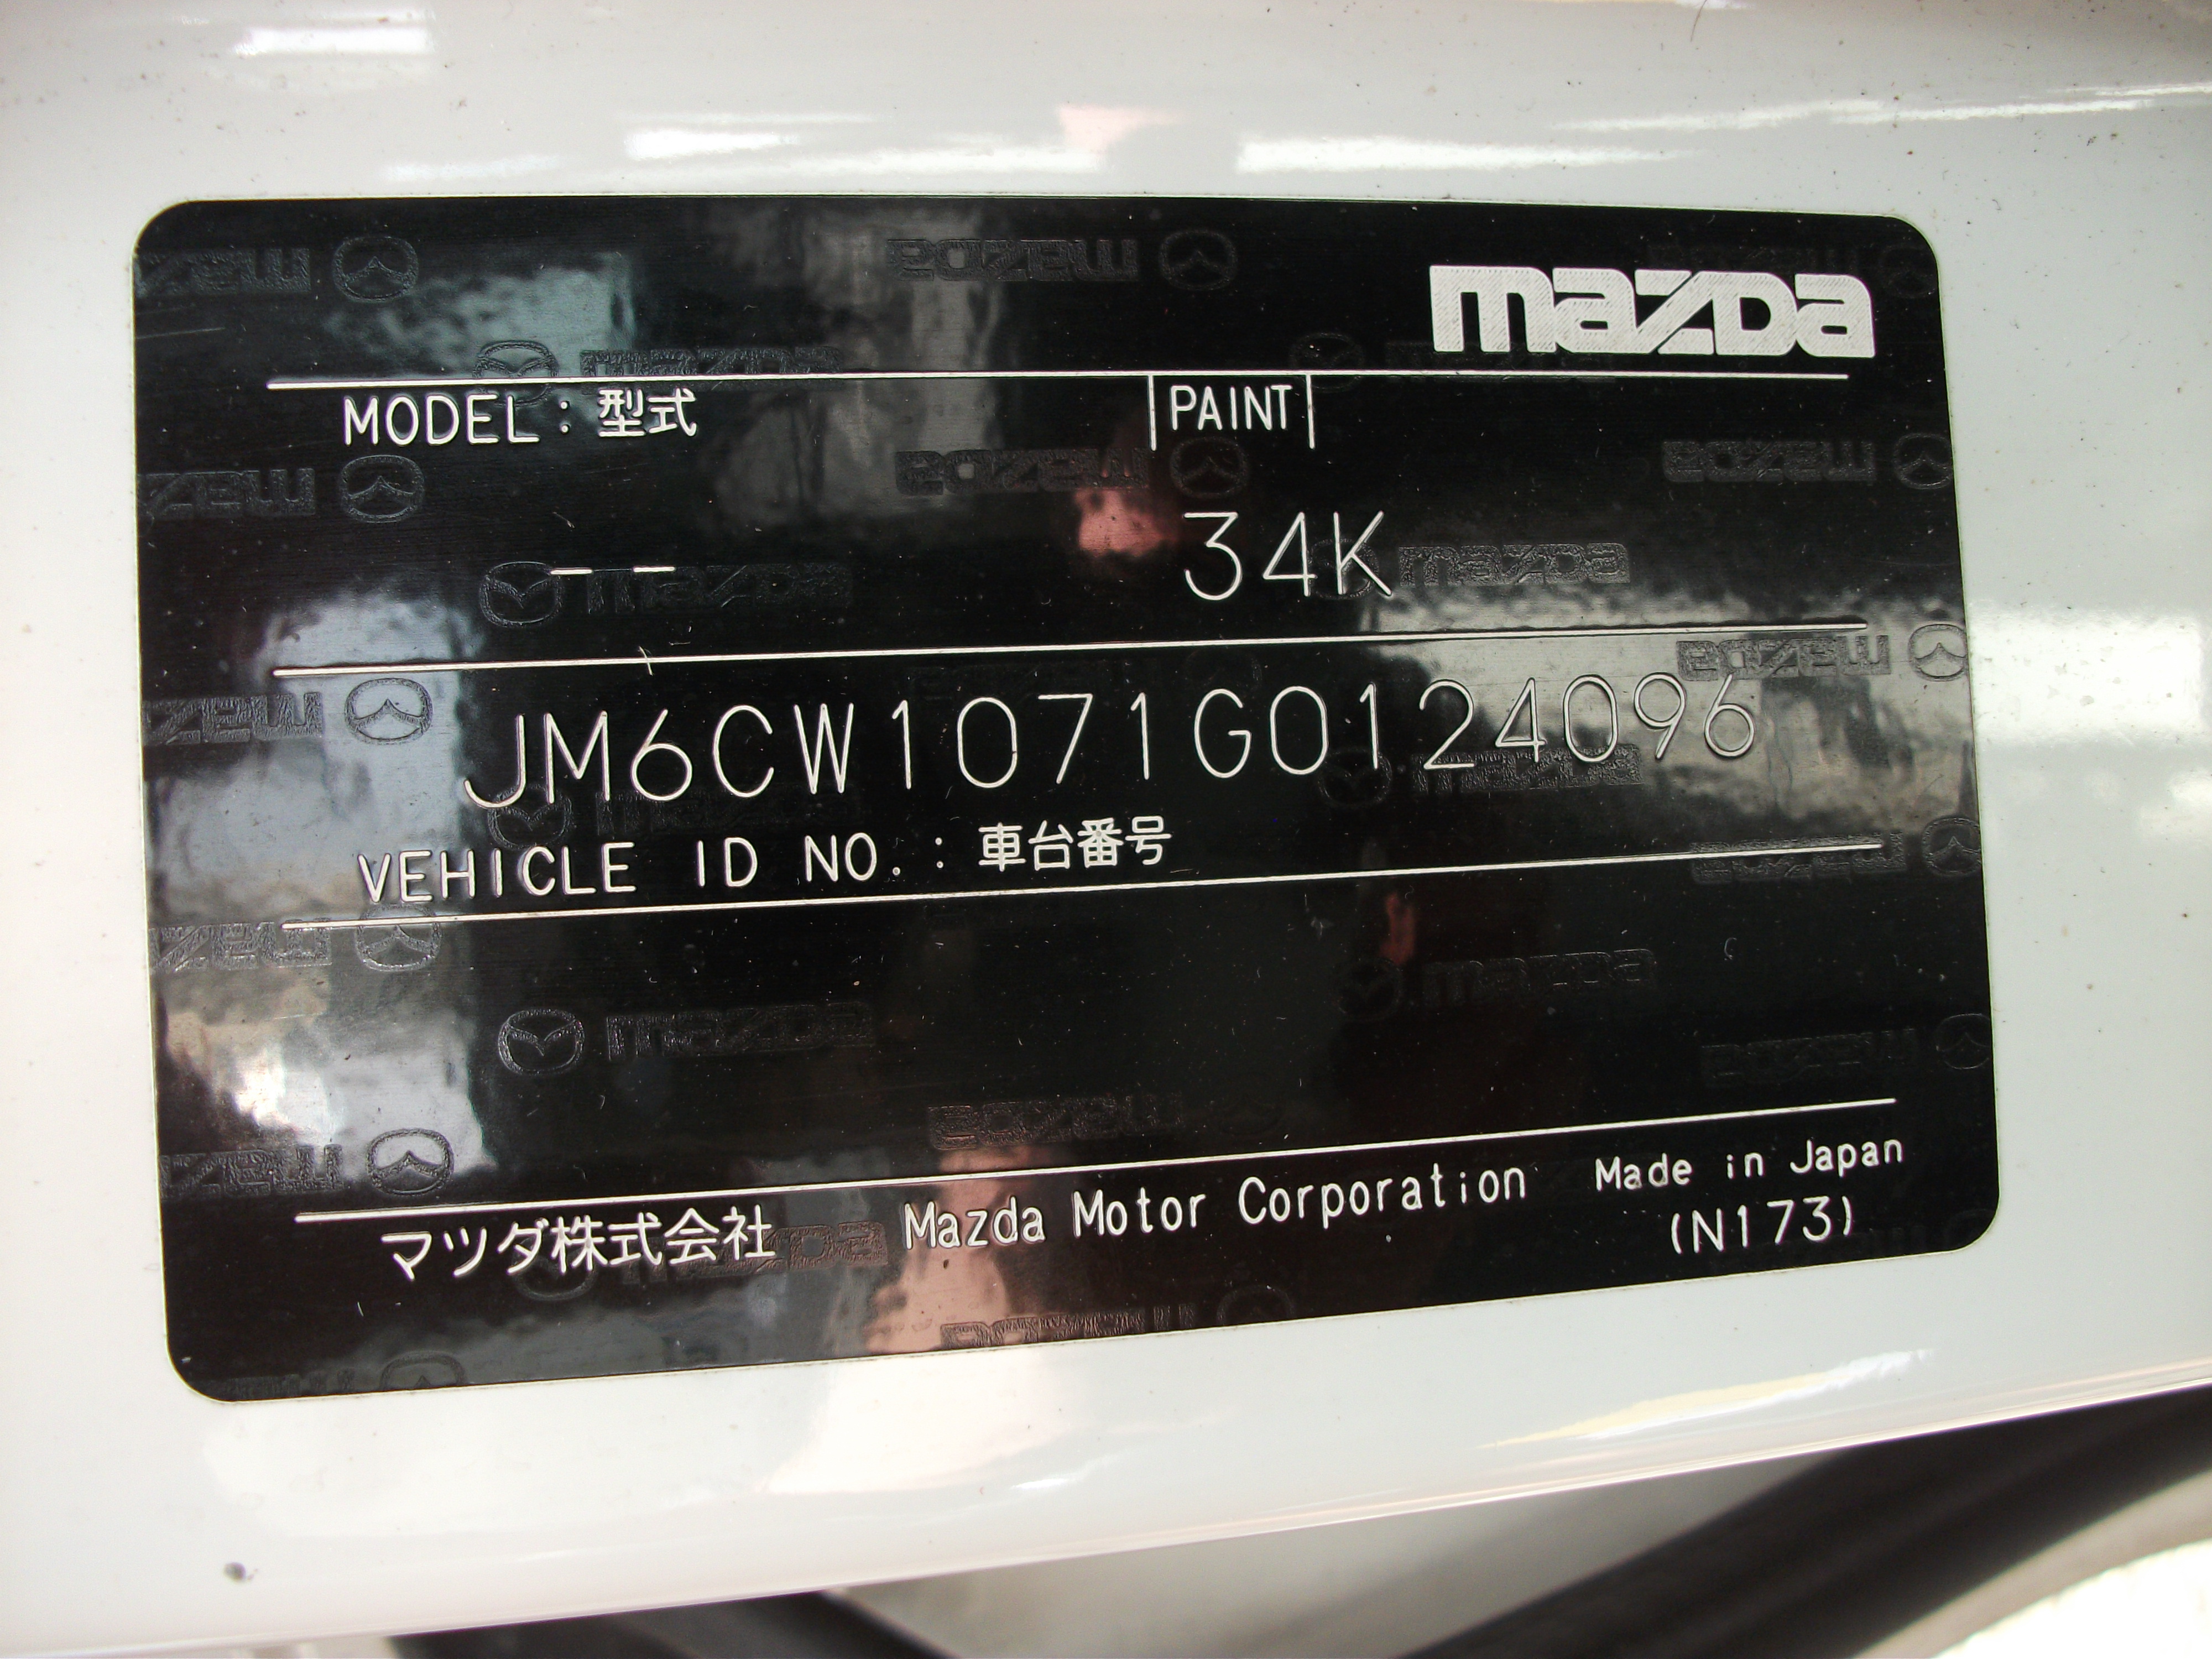 mazda
MODEL : 型式 PAINT
— — 34K
JM6CW1071G0124096
VEHICLE ID NO. : 車台番号
マツダ株式会社 Mazda Motor Corporation Made in Japan
(N173)